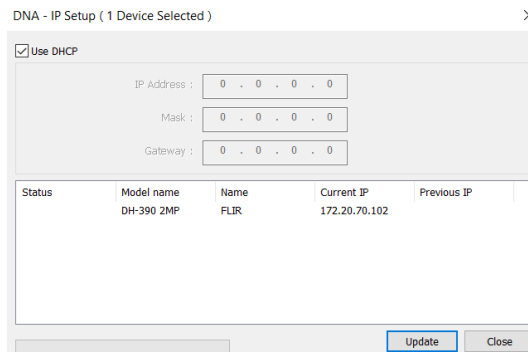 DNA - IP Setup ( 1 Device Selected )
Use DHCP
IP Address : 0 . 0 . 0 . 0
Mask : 0 . 0 . 0 . 0
Gateway : 0 . 0 . 0 . 0
Status Model name Name Current IP Previous IP
DH-390 2MP FLIR 172.20.70.102
Update Close